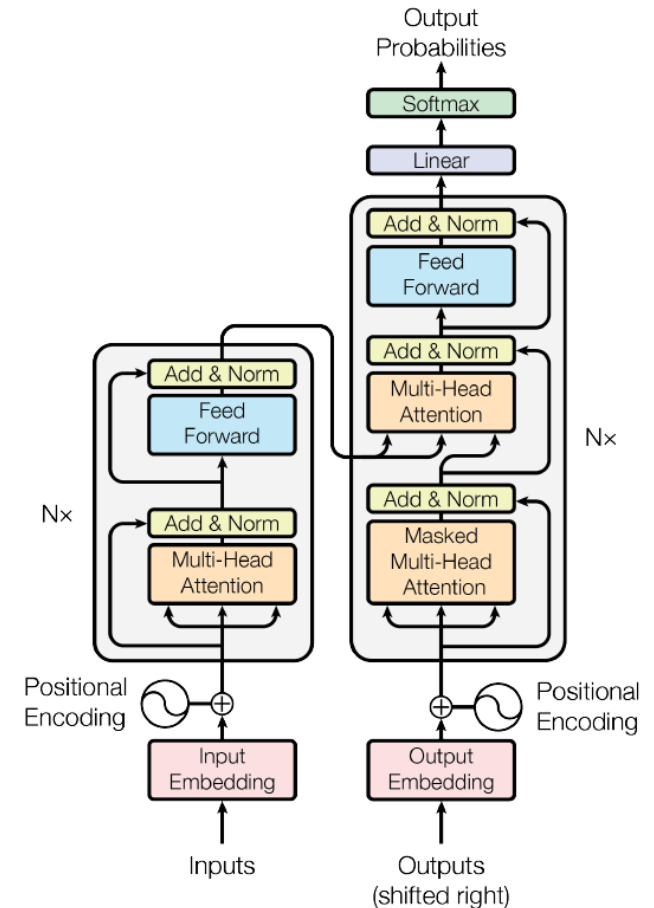 Output
Probabilities
Softmax
Linear
Add & Norm
Feed
Forward
Add & Norm
Multi-Head
Attention
Add & Norm
Masked
Multi-Head
Attention
Nx
Positional
Encoding
Output
Embedding
Outputs
(shifted right)
Add & Norm
Feed
Forward
Add & Norm
Multi-Head
Attention
Nx
Positional
Encoding
Input
Embedding
Inputs